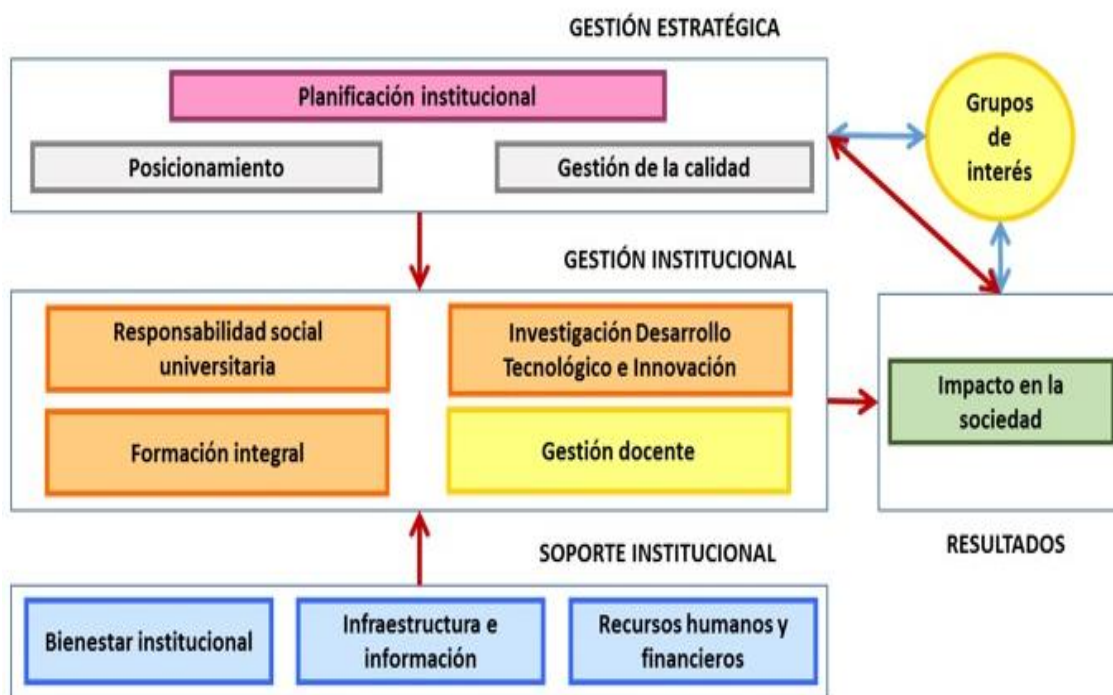 GESTIÓN ESTRATÉGICA
Planificación institucional
Posicionamiento
Gestión de la calidad
Grupos
de
interés
GESTIÓN INSTITUCIONAL
Responsabilidad social
universitaria
Investigación Desarrollo
Tecnológico e Innovación
Formación integral
Gestión docente
Impacto en la
sociedad
RESULTADOS
SOPORTE INSTITUCIONAL
Bienestar institucional
Infraestructura e
información
Recursos humanos y
financieros